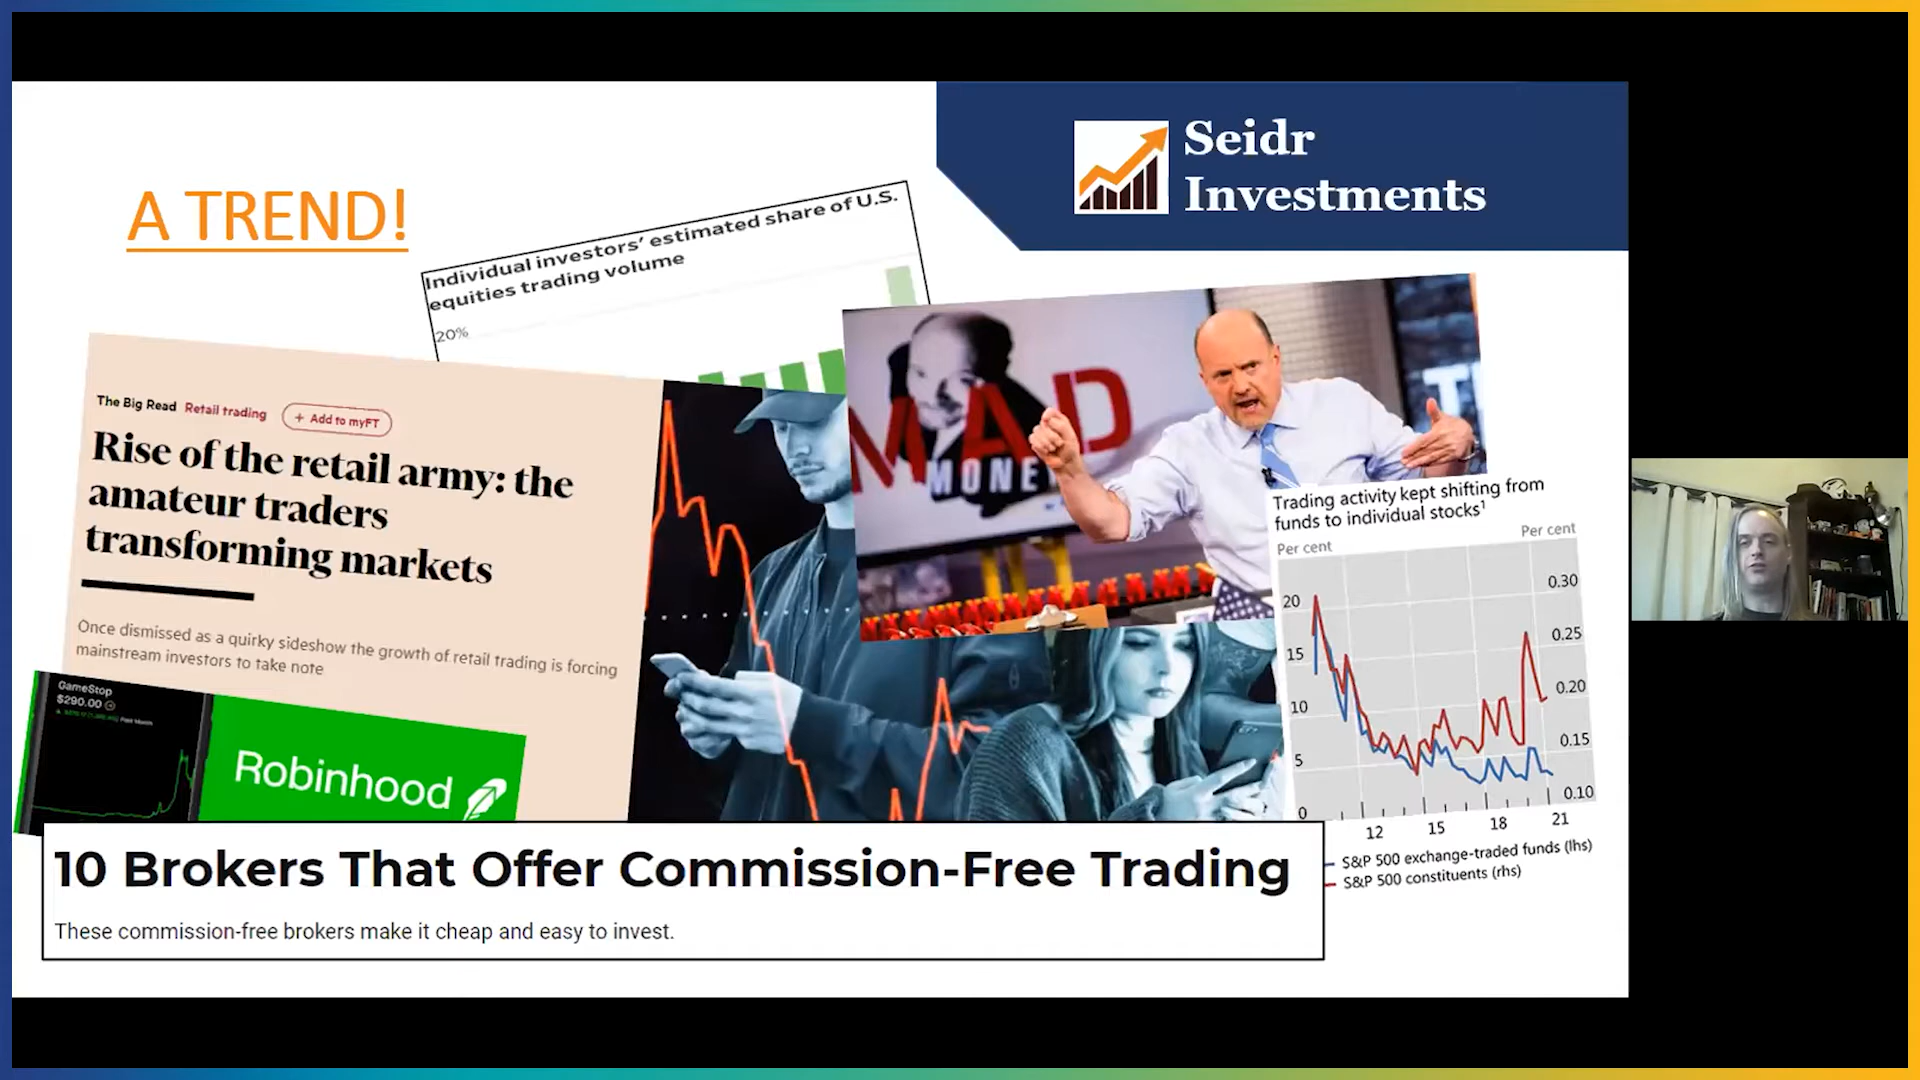 Seidr
Investments
A TREND!
Individual investors' estimated share of U.S.
equities trading volume
20%
The Big Read Retail trading + Add to myFT
Rise of the retail army: the
amateur traders
transforming markets
Once dismissed as a quirky sideshow the growth of retail trading is forcing
mainstream investors to take note
MAD
MONEY
Trading activity kept shifting from
funds to individual stocks¹
Per cent
Per cent
20
15
10
5
0
0.30
0.25
0.20
0.15
0.10
12 15 18 21
S&P 500 exchange-traded funds (lhs)
S&P 500 constituents (rhs)
GameStop
$290.00
Past Month
Robinhood
10 Brokers That Offer Commission-Free Trading
These commission-free brokers make it cheap and easy to invest.